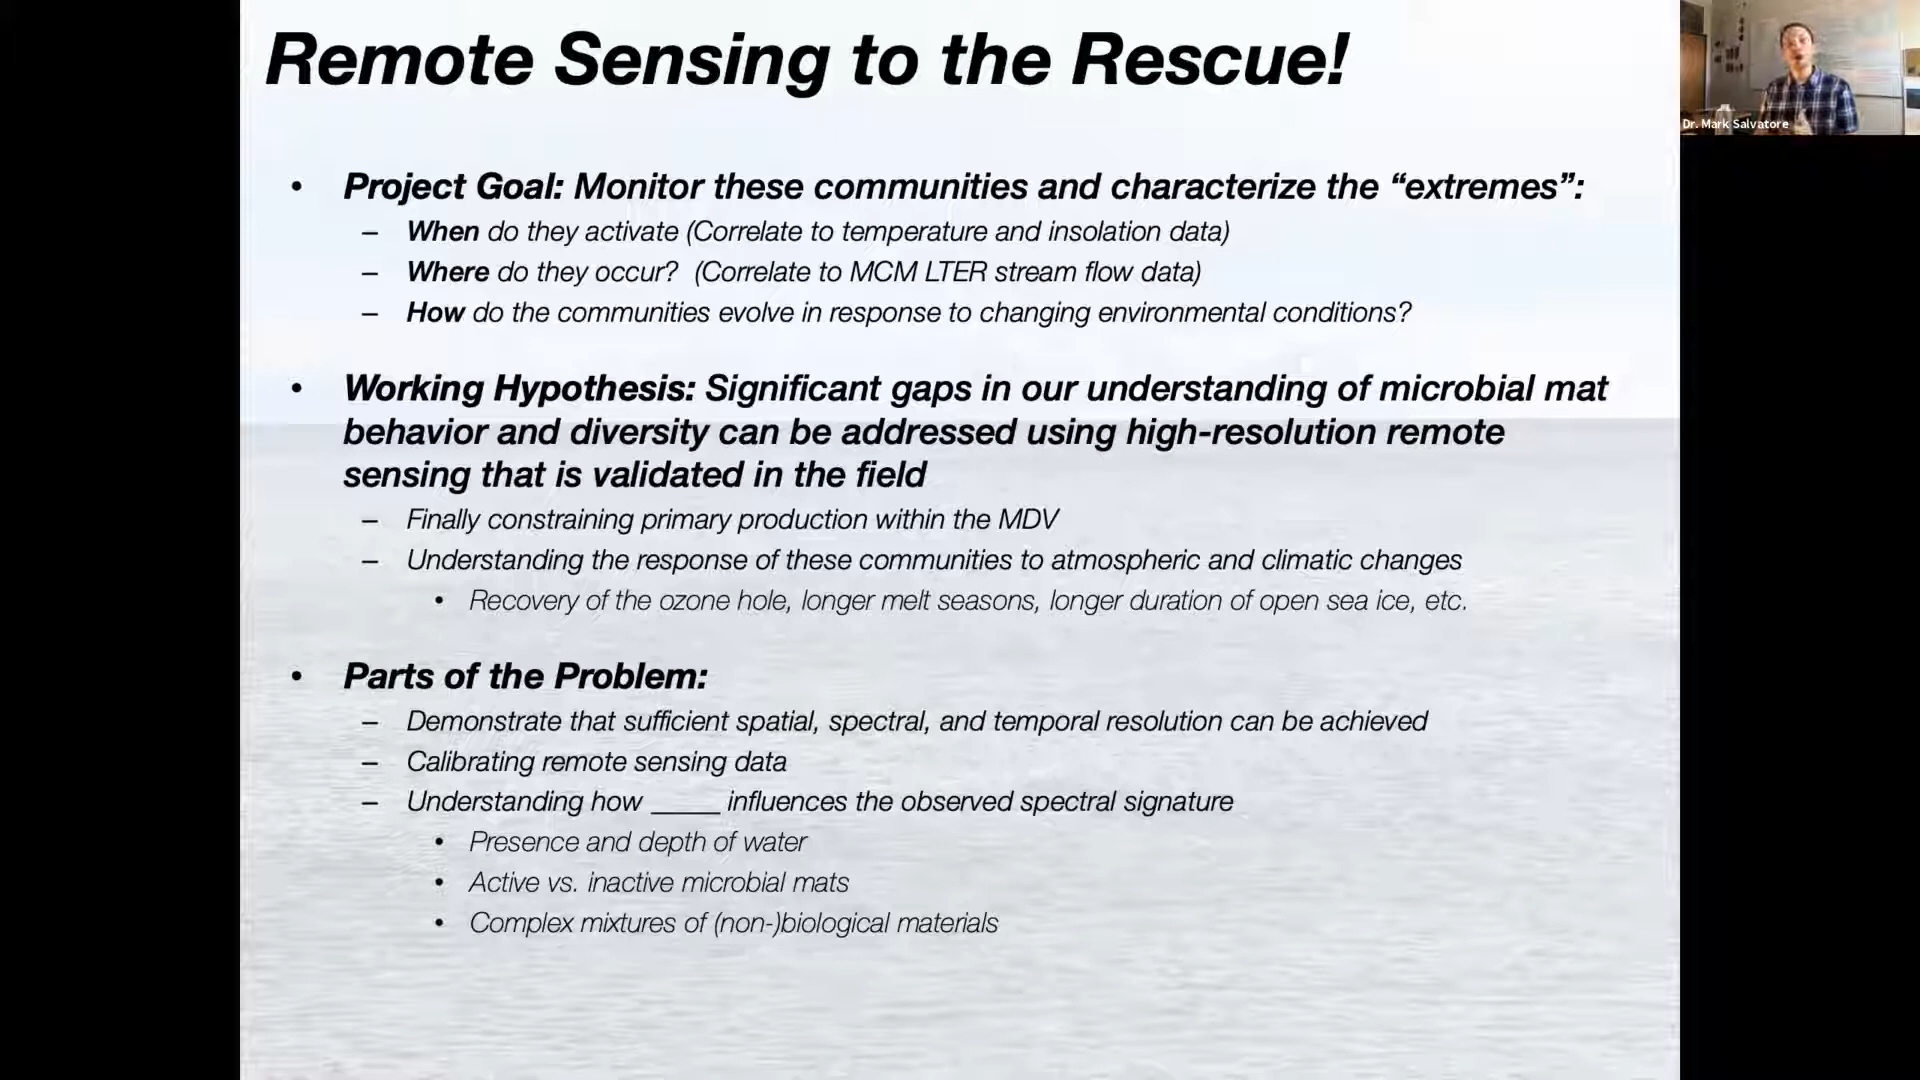 Remote Sensing to the Rescue!
Dr. Mark Salvatore
• Project Goal: Monitor these communities and characterize the “extremes”:
– When do they activate (Correlate to temperature and insolation data)
– Where do they occur? (Correlate to MCM LTER stream flow data)
– How do the communities evolve in response to changing environmental conditions?
• Working Hypothesis: Significant gaps in our understanding of microbial mat
behavior and diversity can be addressed using high-resolution remote
sensing that is validated in the field
– Finally constraining primary production within the MDV
– Understanding the response of these communities to atmospheric and climatic changes
• Recovery of the ozone hole, longer melt seasons, longer duration of open sea ice, etc.
• Parts of the Problem:
– Demonstrate that sufficient spatial, spectral, and temporal resolution can be achieved
– Calibrating remote sensing data
– Understanding how _____ influences the observed spectral signature
• Presence and depth of water
• Active vs. inactive microbial mats
• Complex mixtures of (non-)biological materials